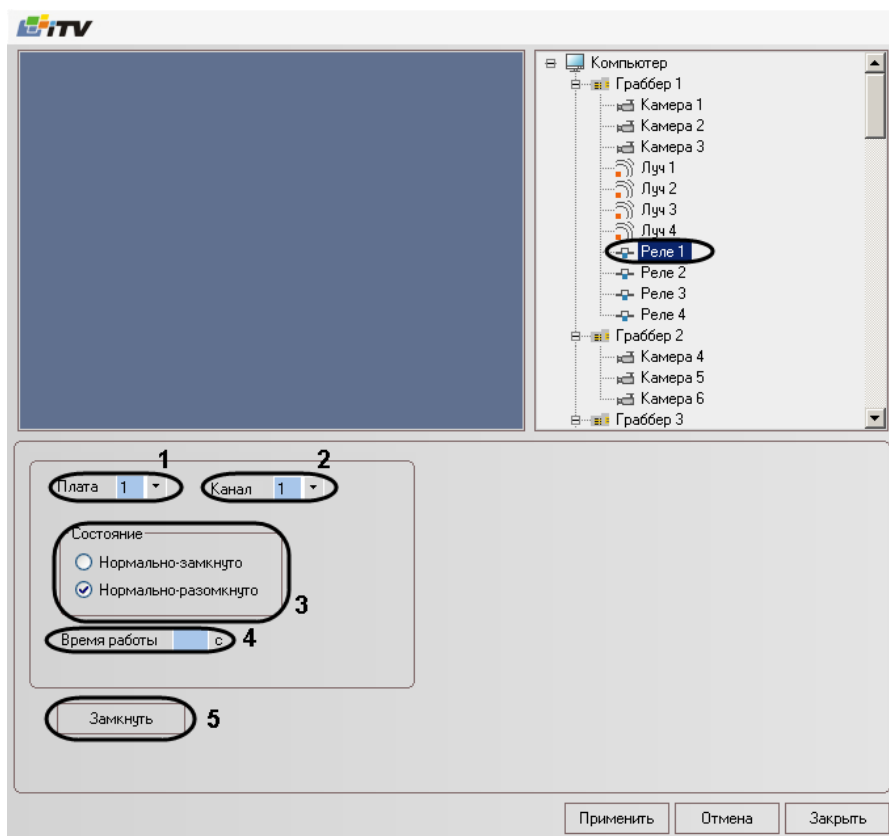 iTV
Компьютер
Граббер 1
Камера 1
Камера 2
Камера 3
Луч 1
Луч 2
Луч 3
Луч 4
Реле 1
Реле 2
Реле 3
Реле 4
Граббер 2
Камера 4
Камера 5
Камера 6
Граббер 3
1 2
Плата 1 Канал 1
Состояние
Нормально-замкнуто
Нормально-разомкнуто
3
Время работы с 4
Замкнуть 5
Применить Отмена Закрыть